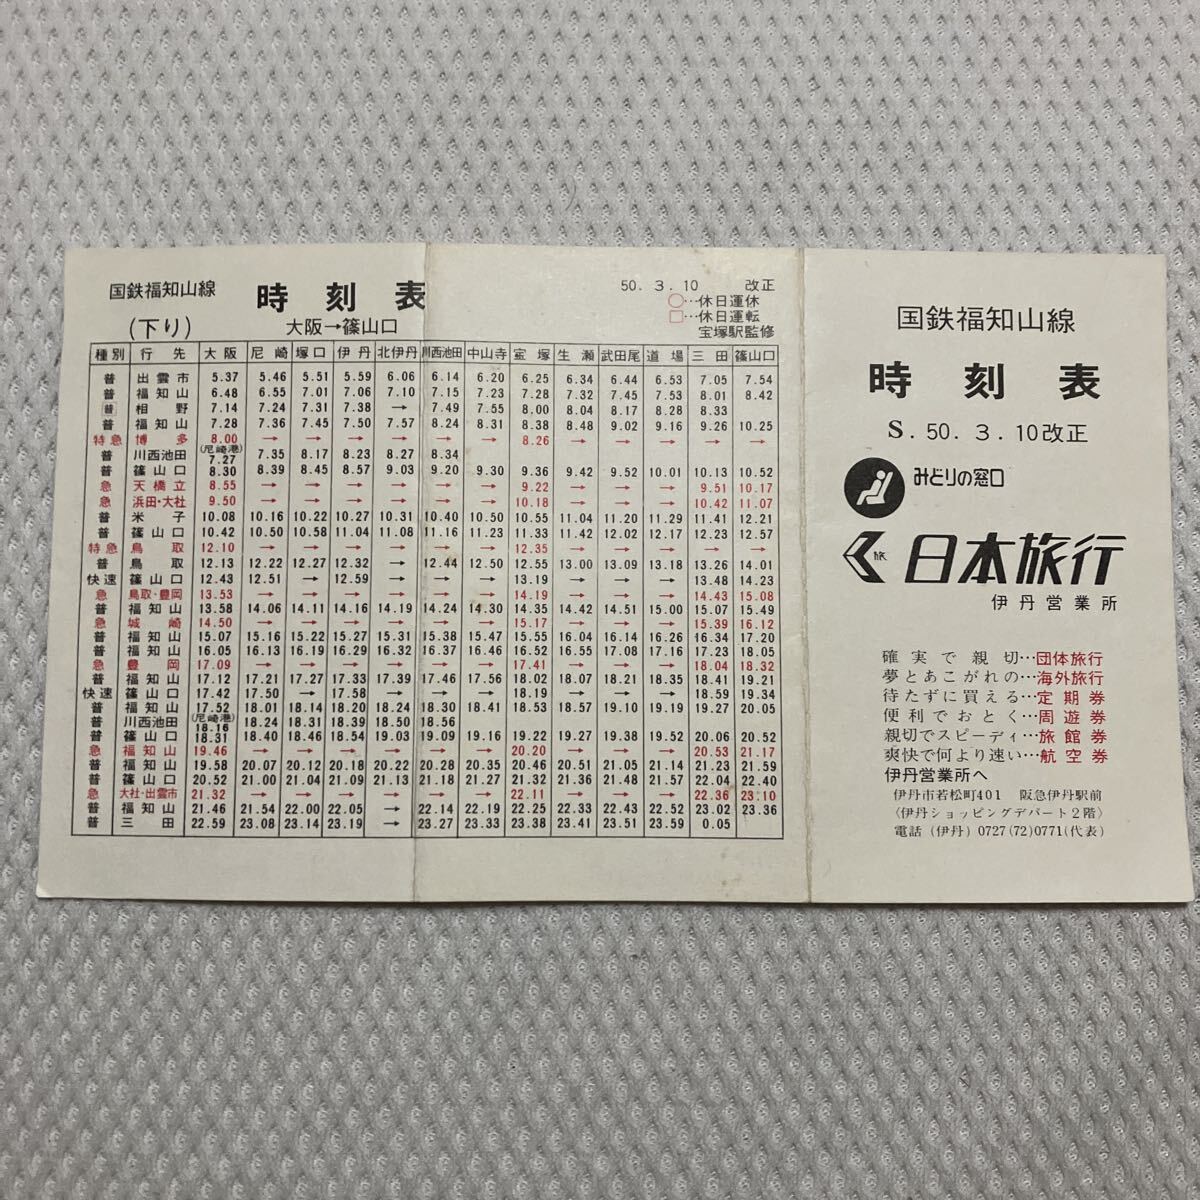 国鉄福知山線 時刻表
(下り) 大阪→篠山口
50.3.10 改正
○…休日運休
□…休日運転
宝塚駅監修
種別 行先 大阪 尼崎 塚口 伊丹 北伊丹 川西池田 中山寺 宝塚 生瀬 武田尾 道場 三田 篠山口
普 出雲市 5.37 5.46 5.51 5.59 6.06 6.14 6.20 6.25 6.34 6.44 6.53 7.05 7.54
普 福知山 6.48 6.55 7.01 7.06 7.10 7.15 7.23 7.28 7.32 7.45 7.53 8.01 8.42
普 相野 7.14 7.24 7.31 7.38 → 7.49 7.55 8.00 8.04 8.17 8.28 8.33
普 福知山 7.28 7.36 7.45 7.50 7.57 8.24 8.31 8.38 8.48 9.02 9.16 9.26 10.25
特急 博多 8.00 → → → → → → 8.26 → → → → →
普 川西池田 (尼崎港) 7.27 7.35 8.17 8.23 8.27 8.34
普 篠山口 8.30 8.39 8.45 8.57 9.03 9.20 9.30 9.36 9.42 9.52 10.01 10.13 10.52
急 天橋立 8.55 → → → → → → 9.22 → → → 9.51 10.17
急 浜田・大社 9.50 → → → → → → 10.18 → → → 10.42 11.07
普 米子 10.08 10.16 10.22 10.27 10.31 10.40 10.50 10.55 11.04 11.20 11.29 11.41 12.21
普 篠山口 10.42 10.50 10.58 11.04 11.08 11.16 11.23 11.33 11.42 12.02 12.17 12.23 12.57
特急 鳥取 12.10 → → → → → → 12.35 → → → → →
普 鳥取 12.13 12.22 12.27 12.32 → 12.44 12.50 12.55 13.00 13.09 13.18 13.26 14.01
快速 篠山口 12.43 12.51 → 12.59 13.19 13.48 14.23
急 鳥取・豊岡 13.53 → → → → → → 14.19 → → → 14.43 15.08
普 福知山 13.58 14.06 14.11 14.16 14.19 14.24 14.30 14.35 14.42 14.51 15.00 15.07 15.49
急 城崎 14.50 → → → → → → 15.17 → → → 15.39 16.12
普 福知山 15.07 15.16 15.22 15.27 15.31 15.38 15.47 15.55 16.04 16.14 16.26 16.34 17.20
普 福知山 16.05 16.13 16.19 16.29 16.32 16.37 16.46 16.52 16.55 17.08 17.16 17.23 18.05
急 豊岡 17.09 → → → → → → 17.41 → → → 18.04 18.32
普 福知山 17.12 17.21 17.27 17.33 17.39 17.46 17.56 18.02 18.07 18.21 18.35 18.41 19.21
快速 篠山口 17.42 17.50 → 17.58 → → → 18.19 → → → 18.59 19.34
普 福知山 17.52 18.01 18.14 18.20 18.24 18.30 18.41 18.53 18.57 19.10 19.19 19.27 20.05
普 川西池田 (尼崎港) 18.16 18.24 18.31 18.39 18.50 18.56
普 篠山口 18.31 18.40 18.46 18.54 19.03 19.09 19.16 19.22 19.27 19.38 19.52 20.06 20.52
急 福知山 19.46 → → → → → → 20.20 → → → 20.53 21.17
普 福知山 19.58 20.07 20.12 20.18 20.22 20.28 20.35 20.46 20.51 21.05 21.14 21.23 21.59
普 篠山口 20.52 21.00 21.04 21.09 21.13 21.18 21.27 21.32 21.36 21.48 21.57 22.04 22.40
急 大社・出雲市 21.32 → → → → → → 22.11 → → → 22.36 23.10
普 福知山 21.46 21.54 22.00 22.05 → 22.14 22.19 22.25 22.33 22.43 22.52 23.02 23.36
普 三田 22.59 23.08 23.14 23.19 → 23.27 23.33 23.38 23.41 23.51 23.59 0.05
国鉄福知山線
時刻表
S.50.3.10改正
みどりの窓口
旅 日本旅行
伊丹営業所
確実で親切…団体旅行
夢とあこがれの…海外旅行
待たずに買える…定期券
便利でおとく…周遊券
親切でスピーディ…旅館券
爽快で何より速い…航空券
伊丹営業所へ
伊丹市若松町401 阪急伊丹駅前
(伊丹ショッピングデパート2階)
電話(伊丹)0727(72)0771(代表)